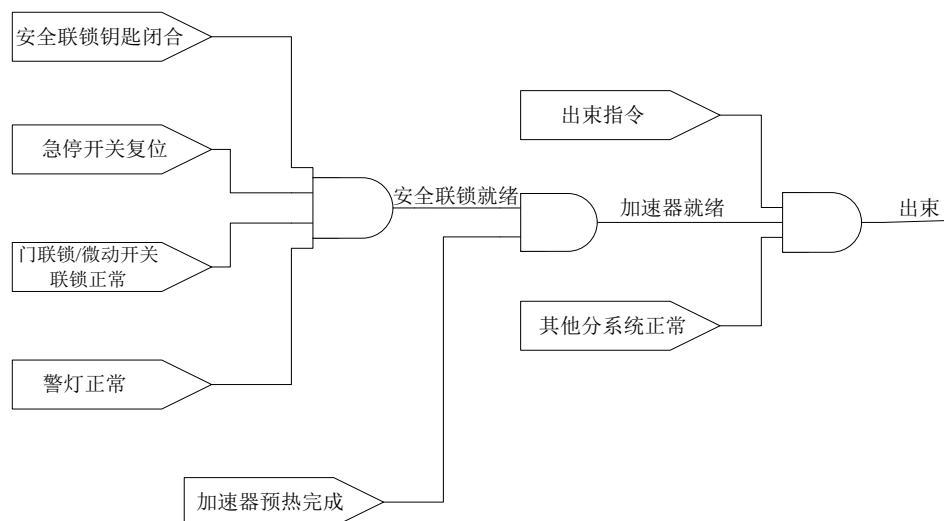 安全联锁钥匙闭合
急停开关复位
门联锁/微动开关
联锁正常
警灯正常
加速器预热完成
安全联锁就绪
出束指令
加速器就绪
其他分系统正常
出束